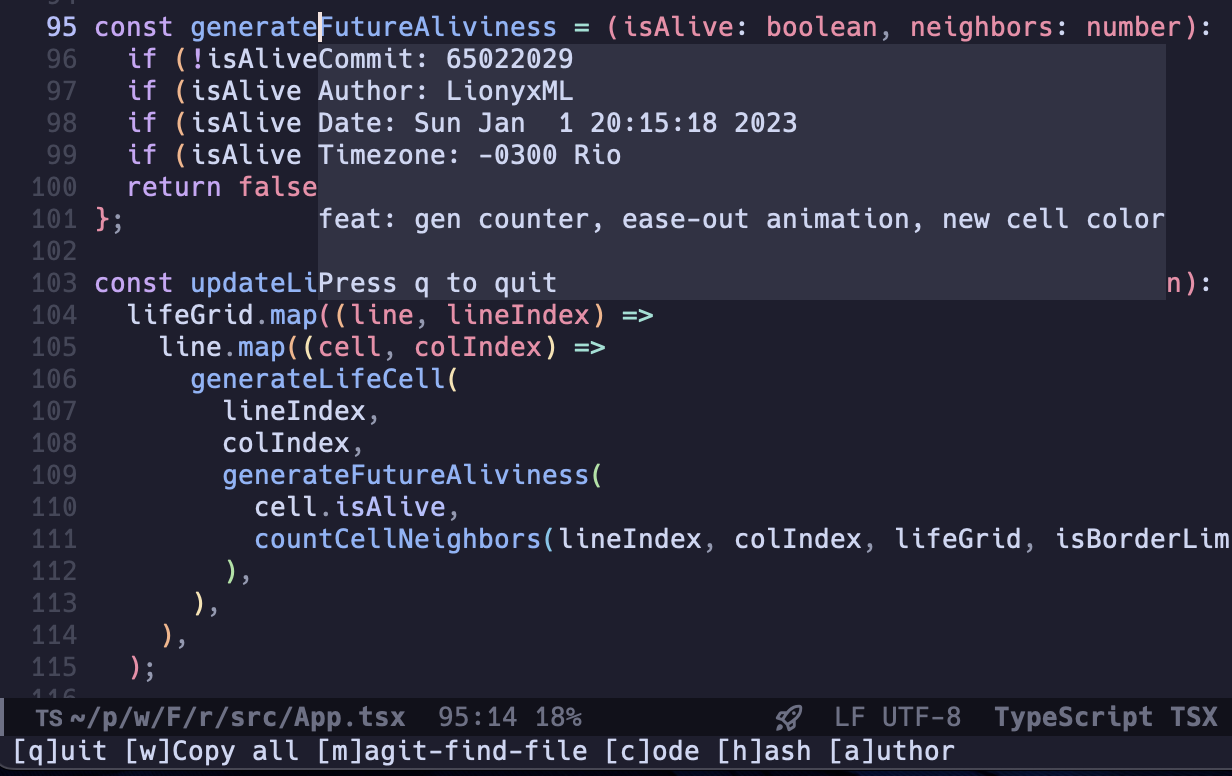 95 const generateFutureAliviness = (isAlive: boolean, neighbors: number):
96 if (!isAliveCommit: 65022029
97 if (isAlive Author: LionyxML
98 if (isAlive Date: Sun Jan  1 20:15:18 2023
99 if (isAlive Timezone: -0300 Rio
100 return false
101 }; feat: gen counter, ease-out animation, new cell color
102
103 const updateLiPress q to quit n):
104 lifeGrid.map((line, lineIndex) =>
105 line.map((cell, colIndex) =>
106 generateLifeCell(
107 lineIndex,
108 colIndex,
109 generateFutureAliviness(
110 cell.isAlive,
111 countCellNeighbors(lineIndex, colIndex, lifeGrid, isBorderLim
112 ),
113 ),
114 ),
115 );
116
TS ~/p/w/F/r/src/App.tsx 95:14 18% LF UTF-8 TypeScript TSX
[q]uit [w]Copy all [m]agit-find-file [c]ode [h]ash [a]uthor